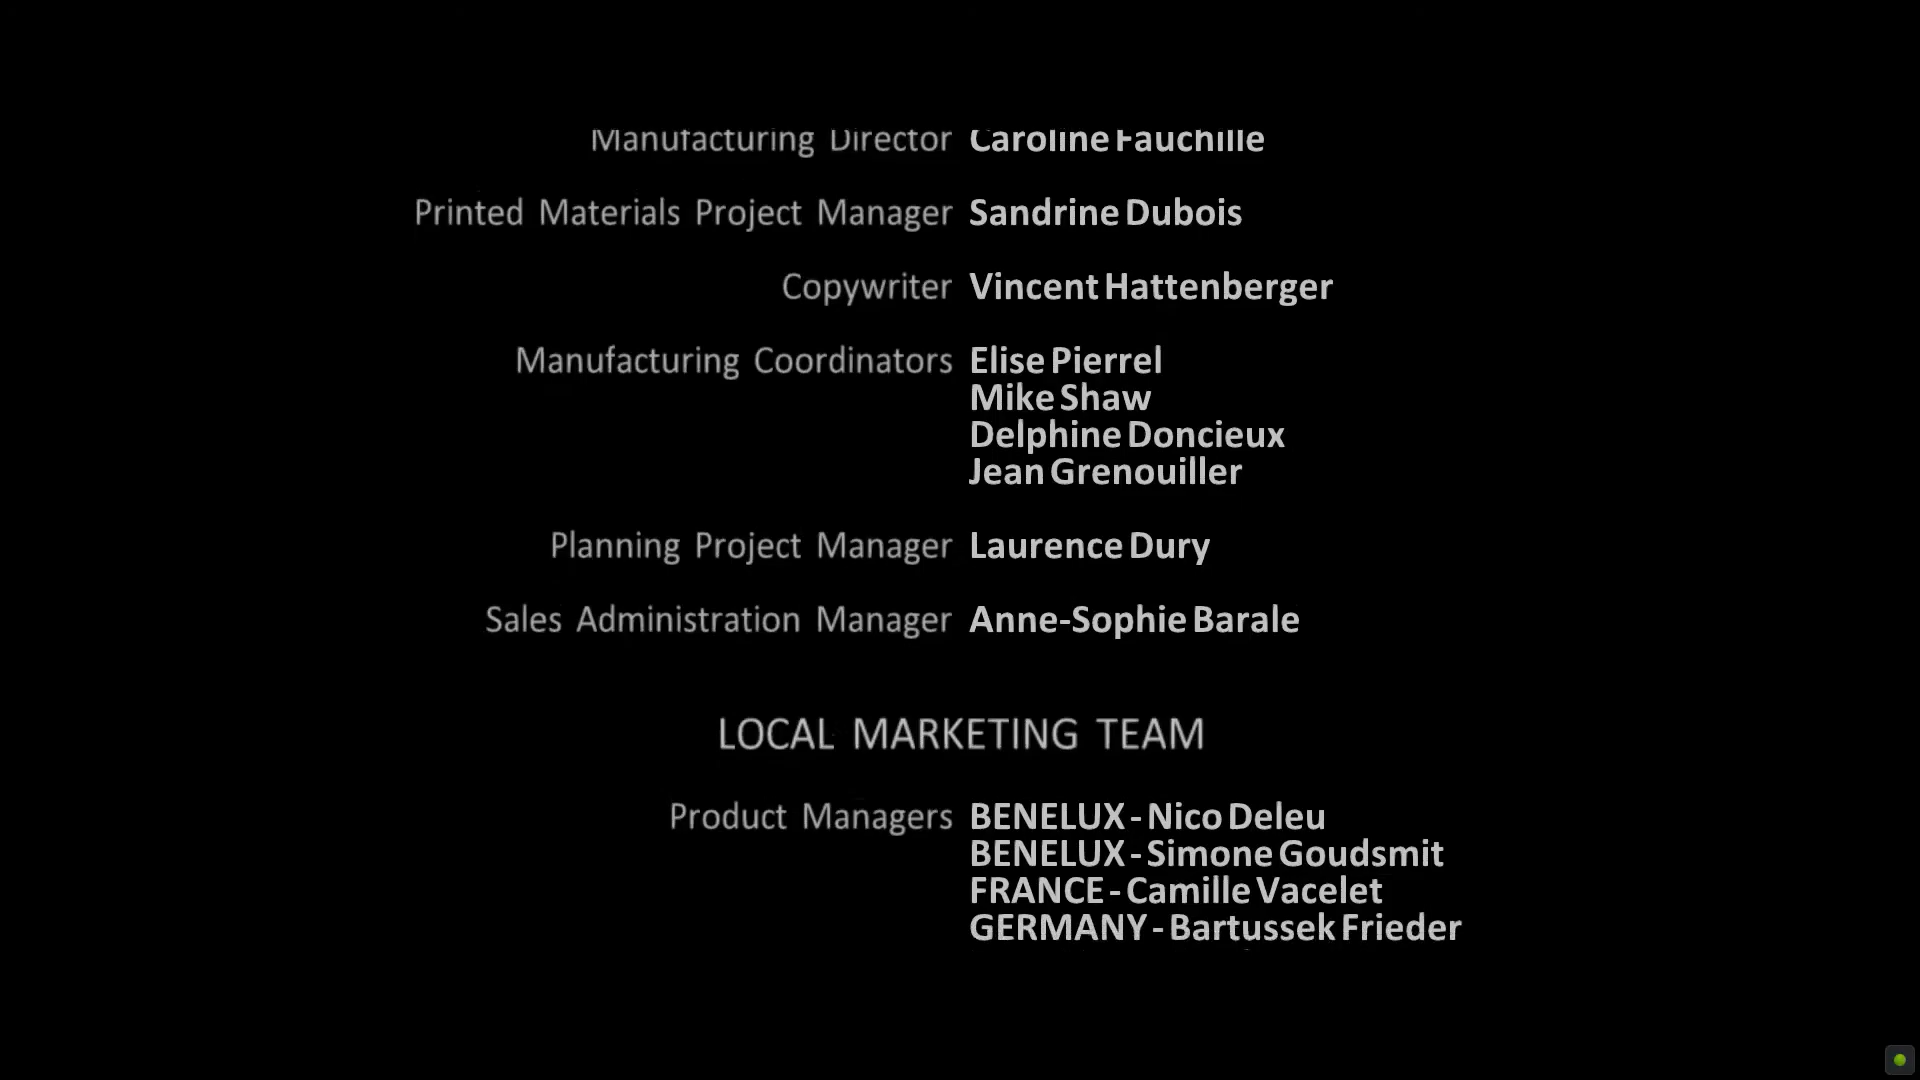 Manufacturing Director Caroline Fauchille
Printed Materials Project Manager Sandrine Dubois
Copywriter Vincent Hattenberger
Manufacturing Coordinators Elise Pierrel
Mike Shaw
Delphine Doncieux
Jean Grenouiller
Planning Project Manager Laurence Dury
Sales Administration Manager Anne-Sophie Barale
LOCAL MARKETING TEAM
Product Managers BENELUX - Nico Deleu
BENELUX - Simone Goudsmit
FRANCE - Camille Vacelet
GERMANY - Bartussek Frieder